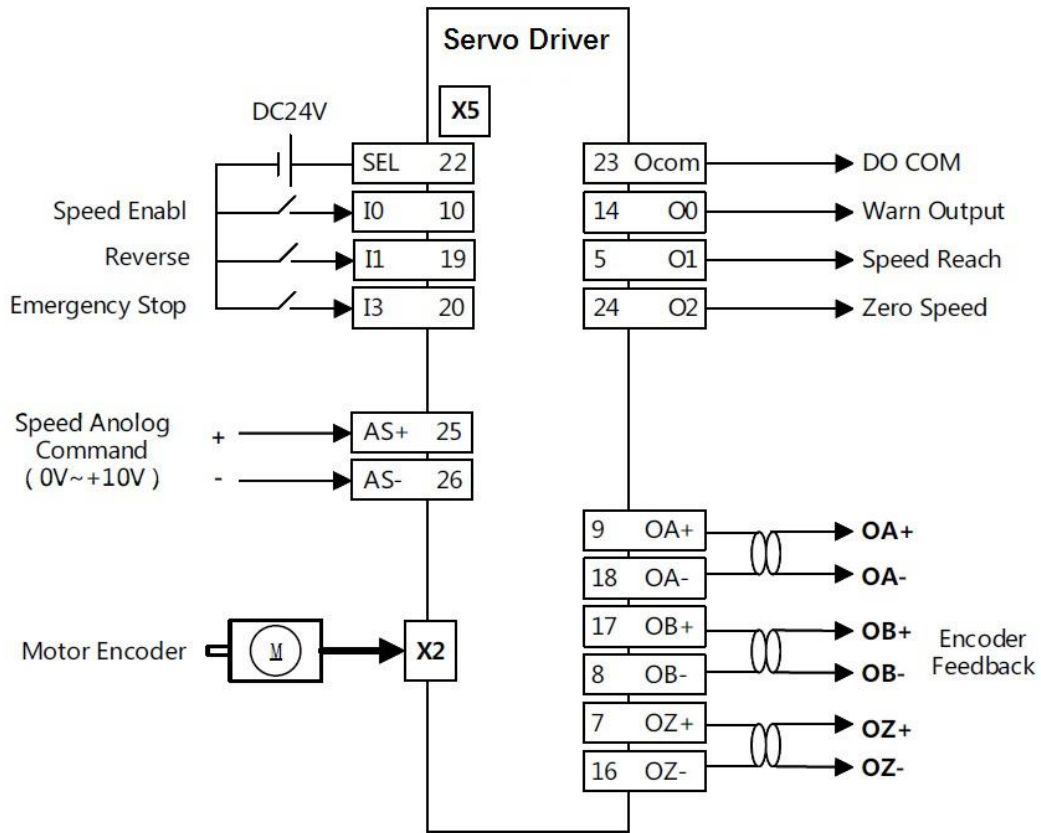 Servo Driver
X5
DC24V
SEL 22
23 Ocom
DO COM
Speed Enabl
I0 10
14 O0
Warn Output
Reverse
I1 19
5 O1
Speed Reach
Emergency Stop
I3 20
24 O2
Zero Speed
Speed Anolog
Command
( 0V~+10V )
+
AS+ 25
-
AS- 26
9 OA+
OA+
18 OA-
OA-
17 OB+
OB+
8 OB-
OB-
Encoder
Feedback
7 OZ+
OZ+
16 OZ-
OZ-
Motor Encoder
M
X2